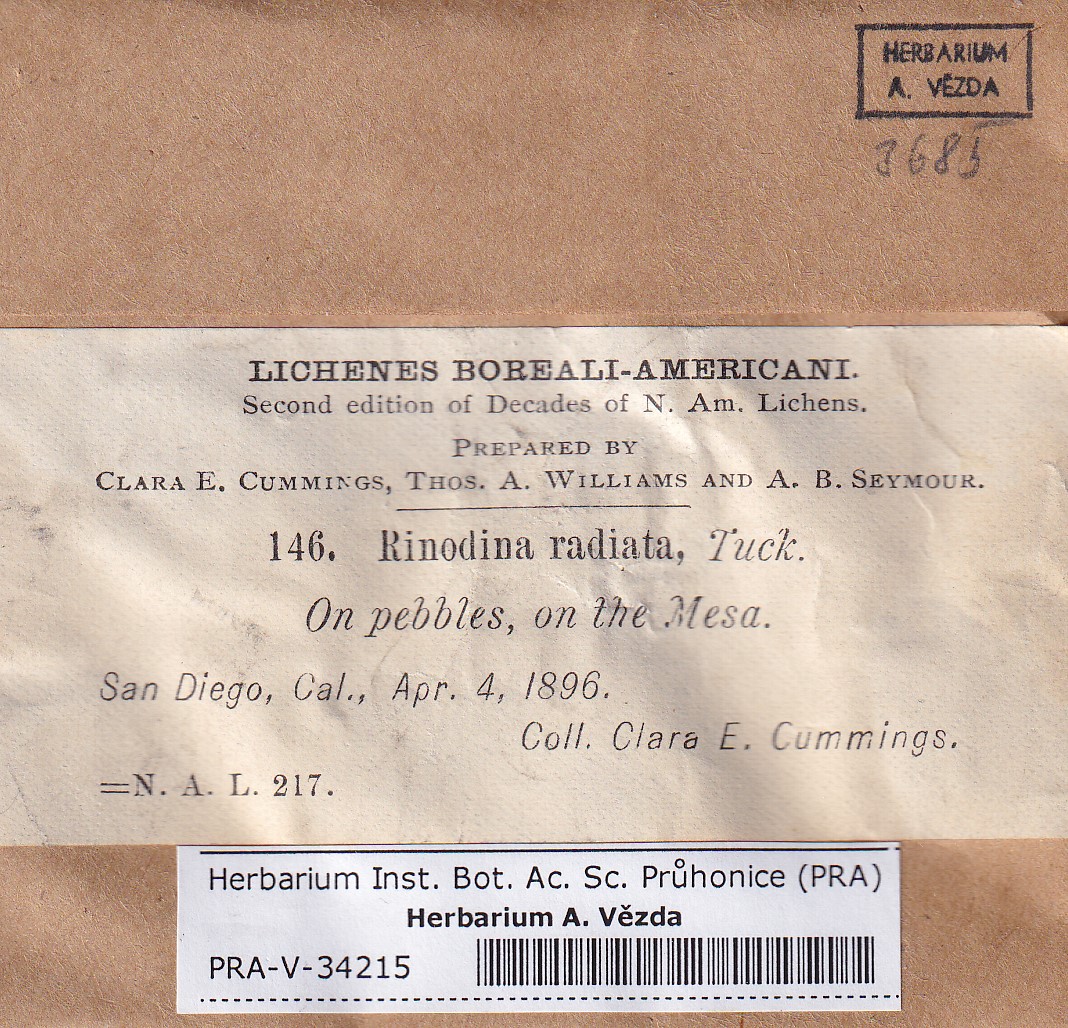 HERBARIUM
A. VĚZDA
3685
LICHENES BOREALI-AMERICANI.
Second edition of Decades of N. Am. Lichens.
PREPARED BY
CLARA E. CUMMINGS, THOS. A. WILLIAMS AND A. B. SEYMOUR.
146. Rinodina radiata, Tuck.
On pebbles, on the Mesa.
San Diego, Cal., Apr. 4, 1896.
Coll. Clara E. Cummings.
=N. A. L. 217.
Herbarium Inst. Bot. Ac. Sc. Průhonice (PRA)
Herbarium A. Vězda
PRA-V-34215